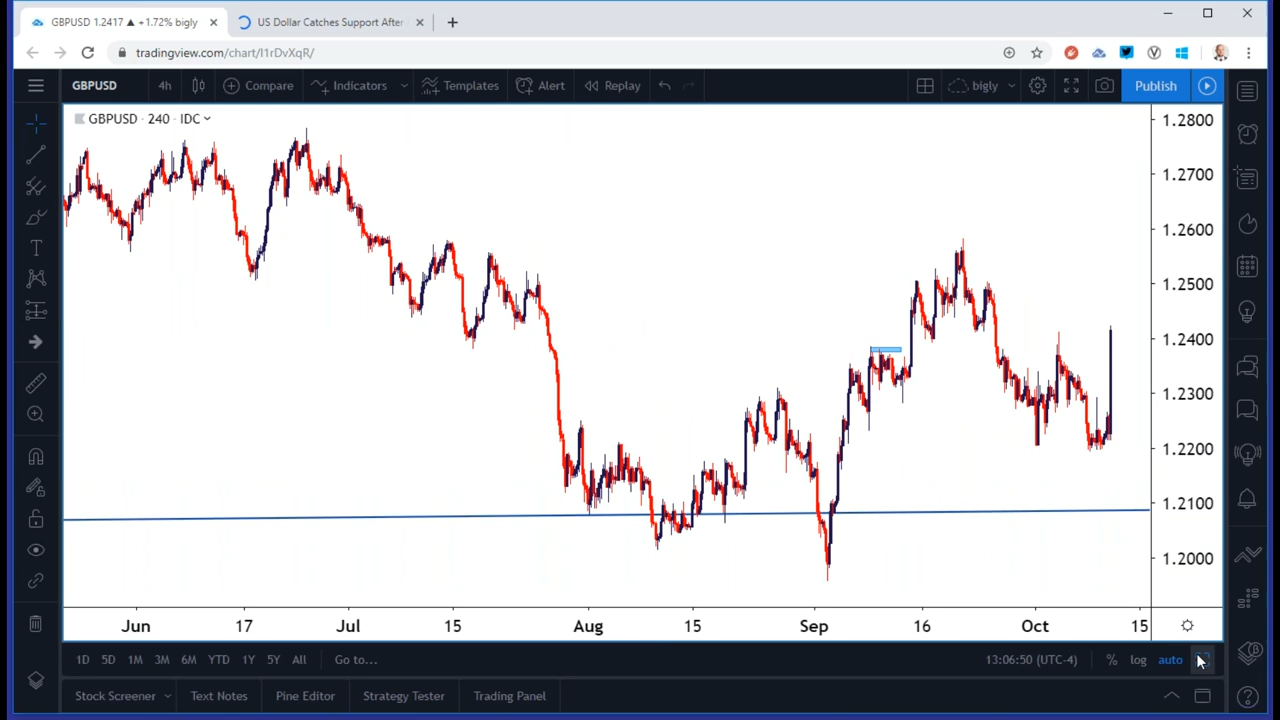 GBPUSD 1.2417 ▲ +1.72% bigly
US Dollar Catches Support After
tradingview.com/chart/I1rDvXqR/
GBPUSD 4h Compare Indicators Templates Alert Replay bigly Publish
GBPUSD · 240 · IDC
1.2800
1.2700
1.2600
1.2500
1.2400
1.2300
1.2200
1.2100
1.2000
Jun 17 Jul 15 Aug 15 Sep 16 Oct 15
1D 5D 1M 3M 6M YTD 1Y 5Y All Go to... 13:06:50 (UTC-4) % log auto
Stock Screener Text Notes Pine Editor Strategy Tester Trading Panel